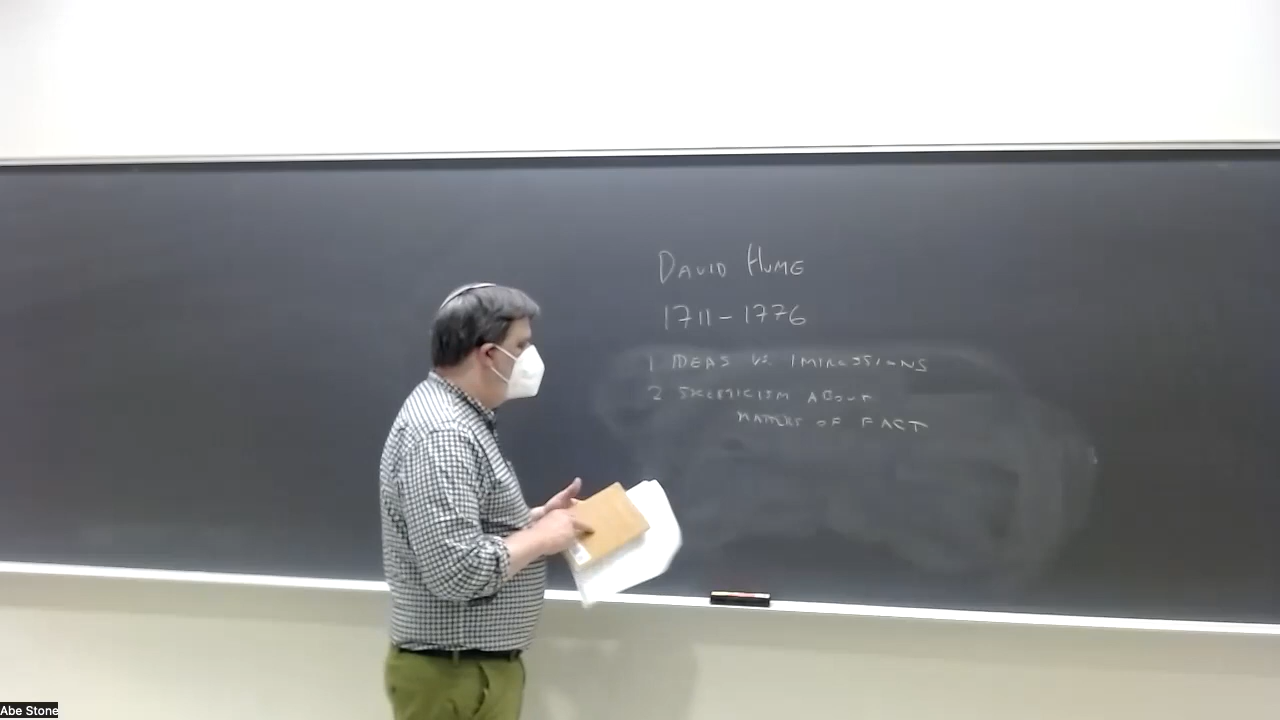 DAVID HUME
1711-1776
1 IDEAS VS. IMPRESSIONS
2 SKEPTICISM ABOUT
MATTERS OF FACT
Abe Stone